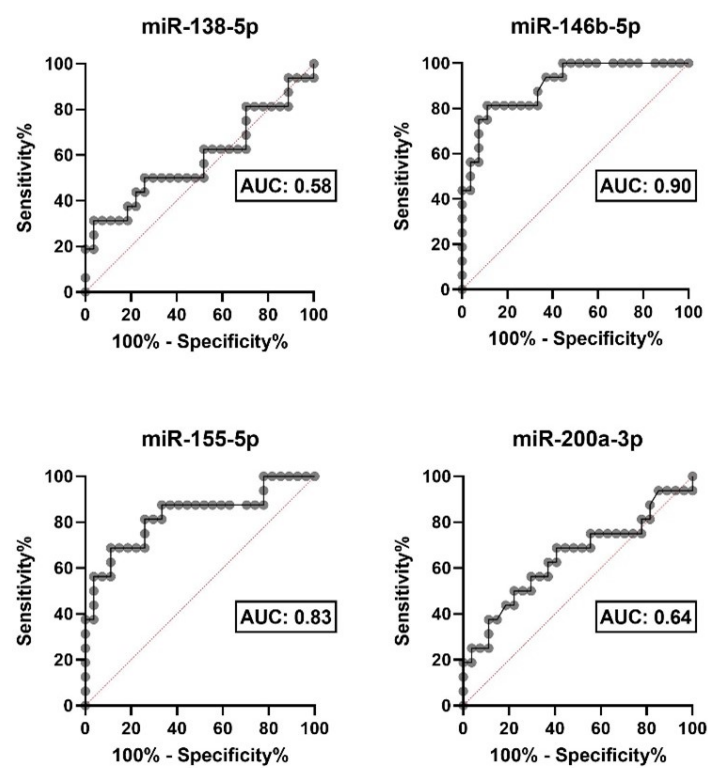 miR-138-5p
100
80
60
40
20
0
Sensitivity%
AUC: 0.58
0 20 40 60 80 100
100% - Specificity%
miR-146b-5p
100
80
60
40
20
0
Sensitivity%
AUC: 0.90
0 20 40 60 80 100
100% - Specificity%
miR-155-5p
100
80
60
40
20
0
Sensitivity%
AUC: 0.83
0 20 40 60 80 100
100% - Specificity%
miR-200a-3p
100
80
60
40
20
0
Sensitivity%
AUC: 0.64
0 20 40 60 80 100
100% - Specificity%